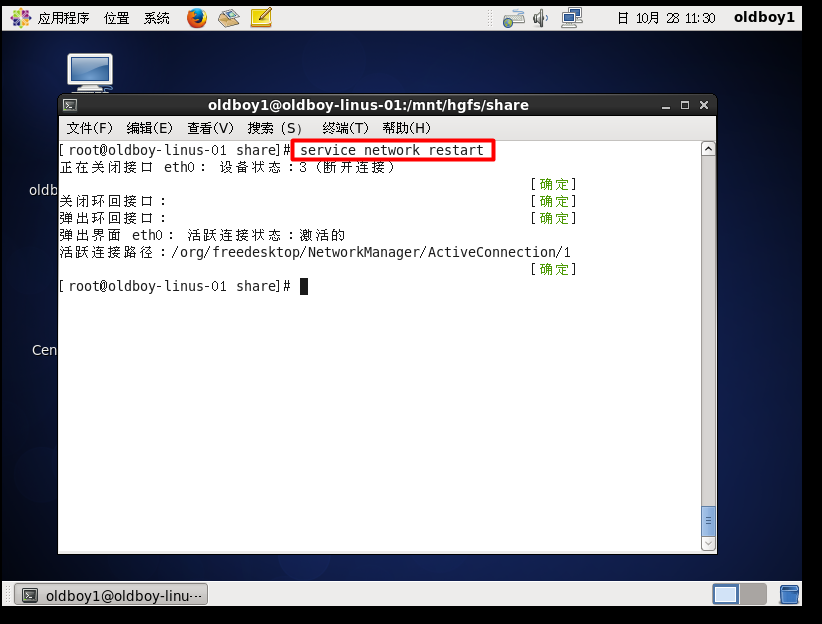 应用程序 位置 系统 日 10月 28 11:30 oldboy1
oldboy1@oldboy-linus-01:/mnt/hgfs/share
文件(F) 编辑(E) 查看(V) 搜索 (S) 终端(T) 帮助(H)
[root@oldboy-linus-01 share]# service network restart
正在关闭接口 eth0： 设备状态：3 (断开连接)
[确定]
关闭环回接口： [确定]
弹出环回接口： [确定]
弹出界面 eth0： 活跃连接状态：激活的
活跃连接路径：/org/freedesktop/NetworkManager/ActiveConnection/1
[确定]
[root@oldboy-linus-01 share]#
oldb
Cen
oldboy1@oldboy-linu···